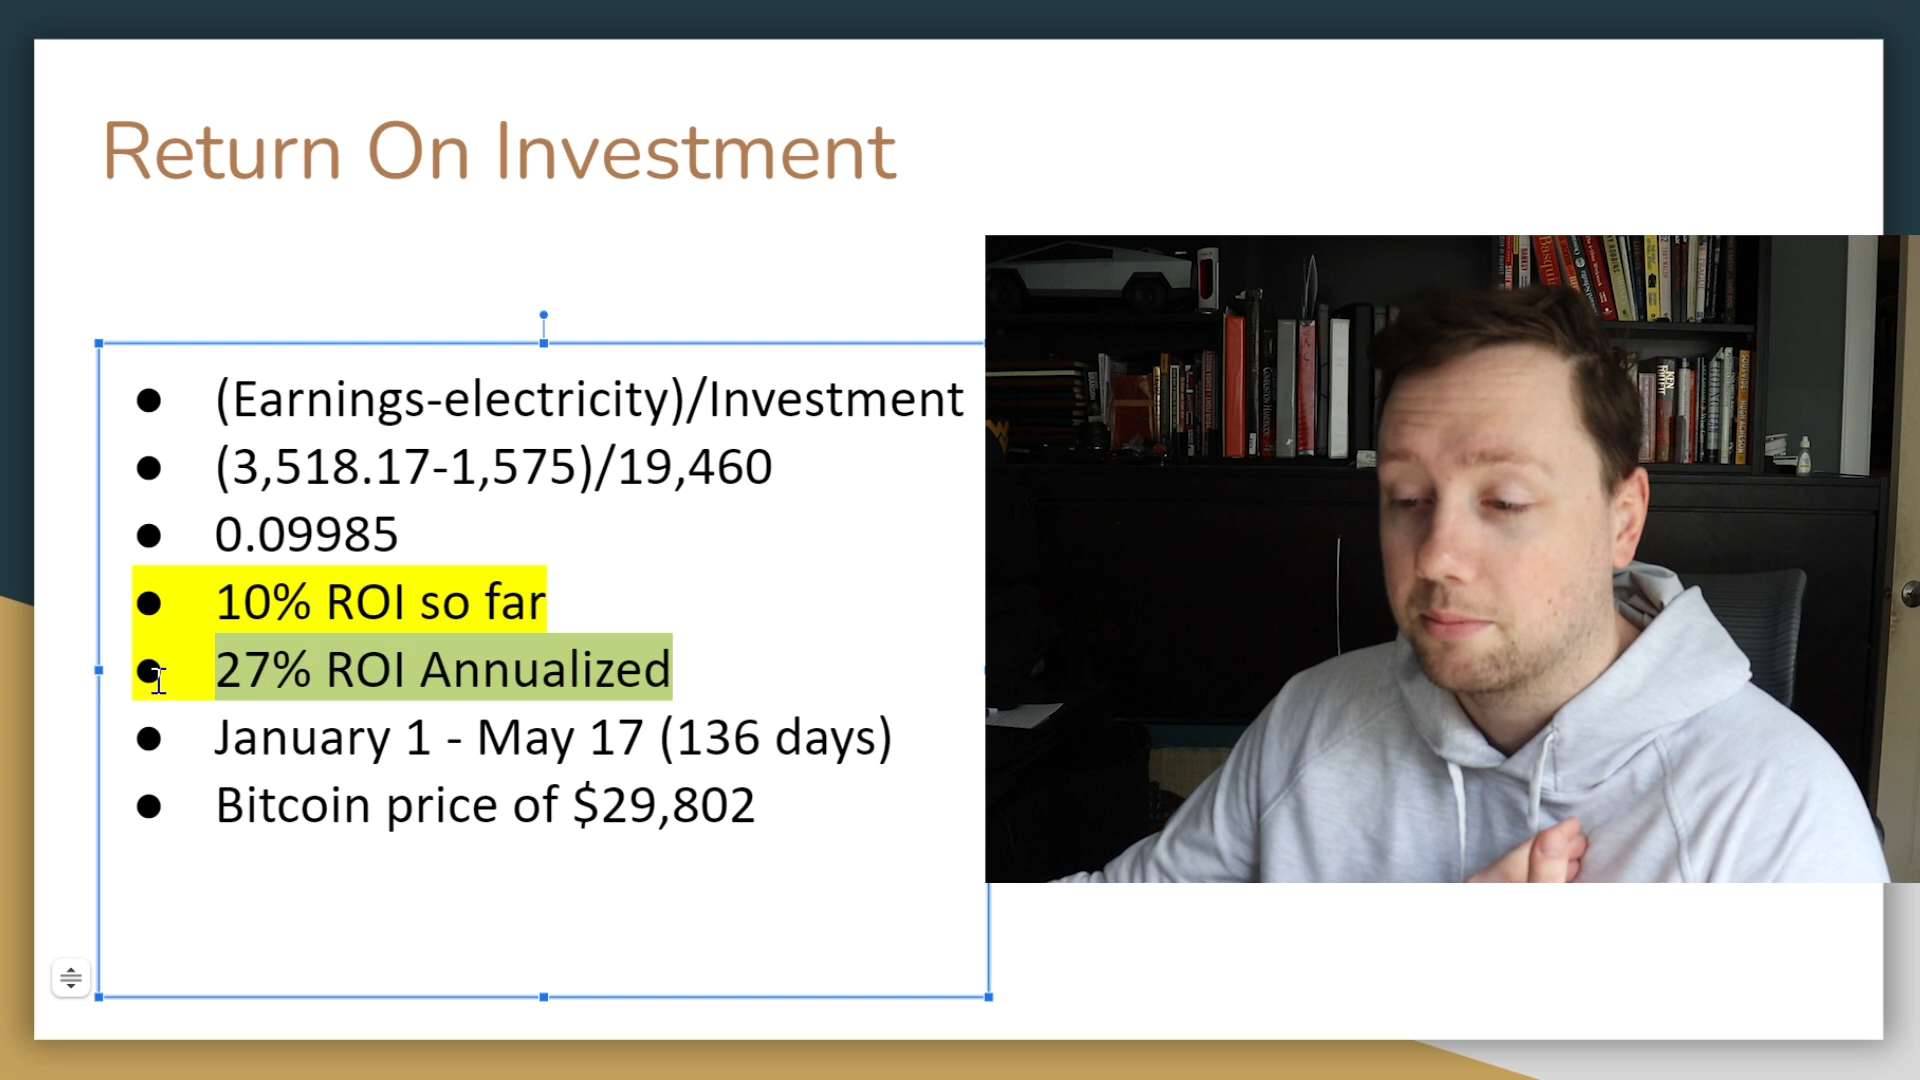 Return On Investment
(Earnings-electricity)/Investment
(3,518.17-1,575)/19,460
0.09985
10% ROI so far
27% ROI Annualized
January 1 - May 17 (136 days)
Bitcoin price of $29,802